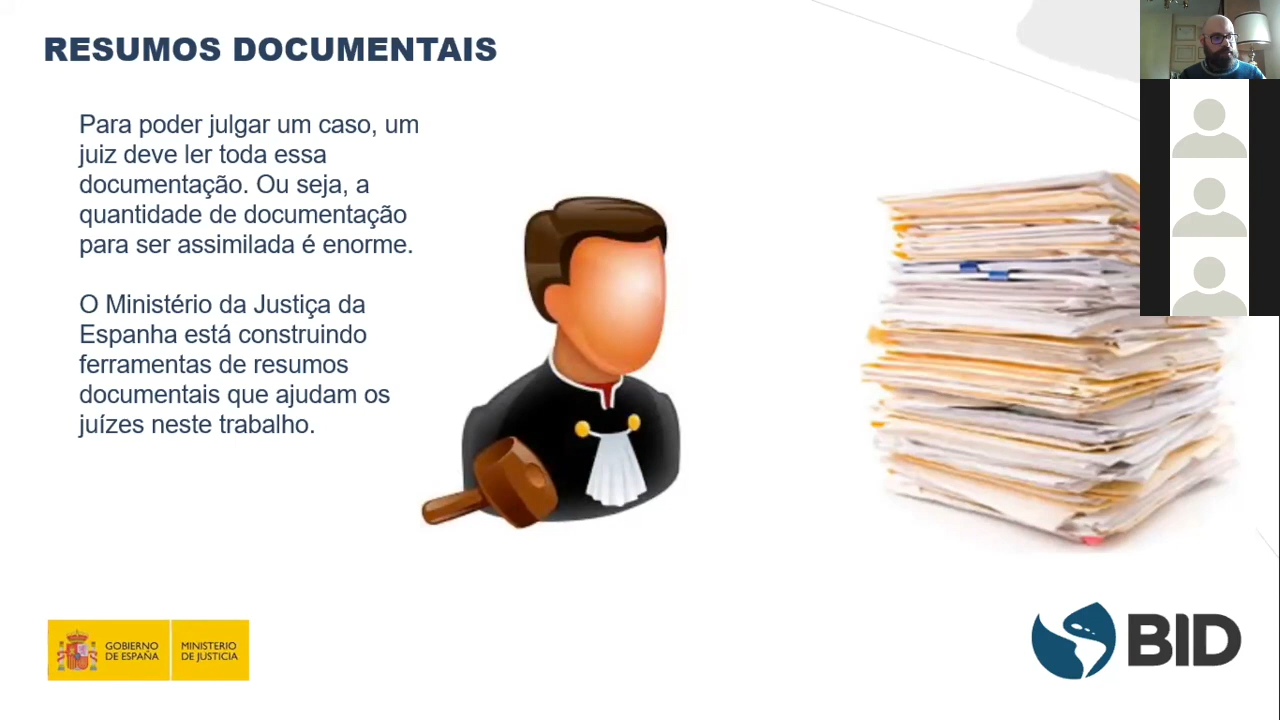 RESUMOS DOCUMENTAIS
Para poder julgar um caso, um
juiz deve ler toda essa
documentação. Ou seja, a
quantidade de documentação
para ser assimilada é enorme.
O Ministério da Justiça da
Espanha está construindo
ferramentas de resumos
documentais que ajudam os
juízes neste trabalho.
GOBIERNO
DE ESPAÑA
MINISTERIO
DE JUSTICIA
BID